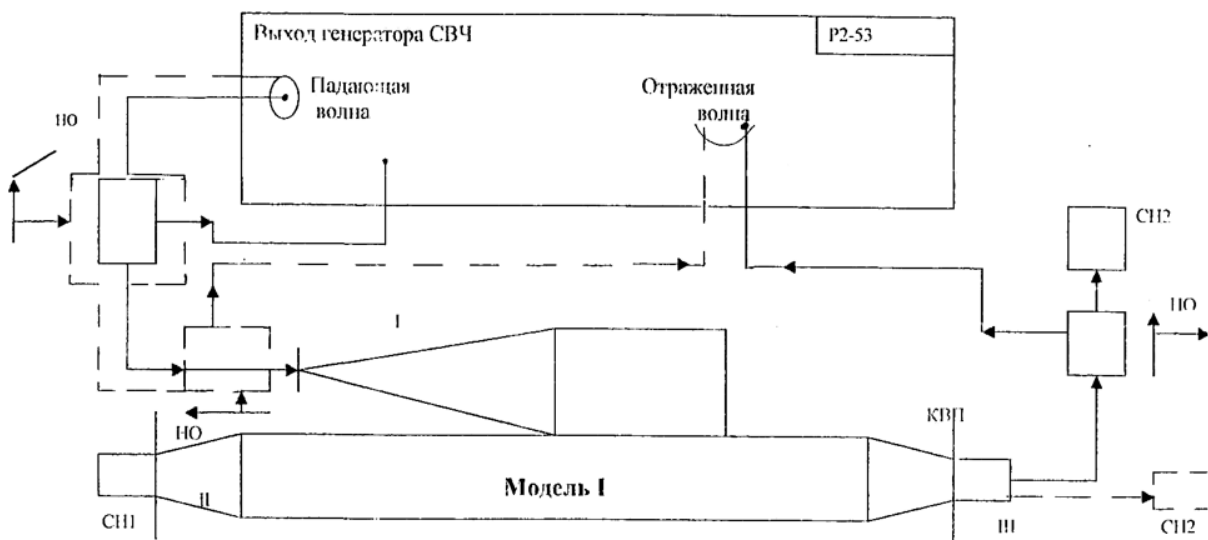 Выход генератора СВЧ
Р2-53
Падающая
волна
Отраженная
волна
НО
СН2
НО
I
НО
КВП
II
Модель I
СН1
III
СН2